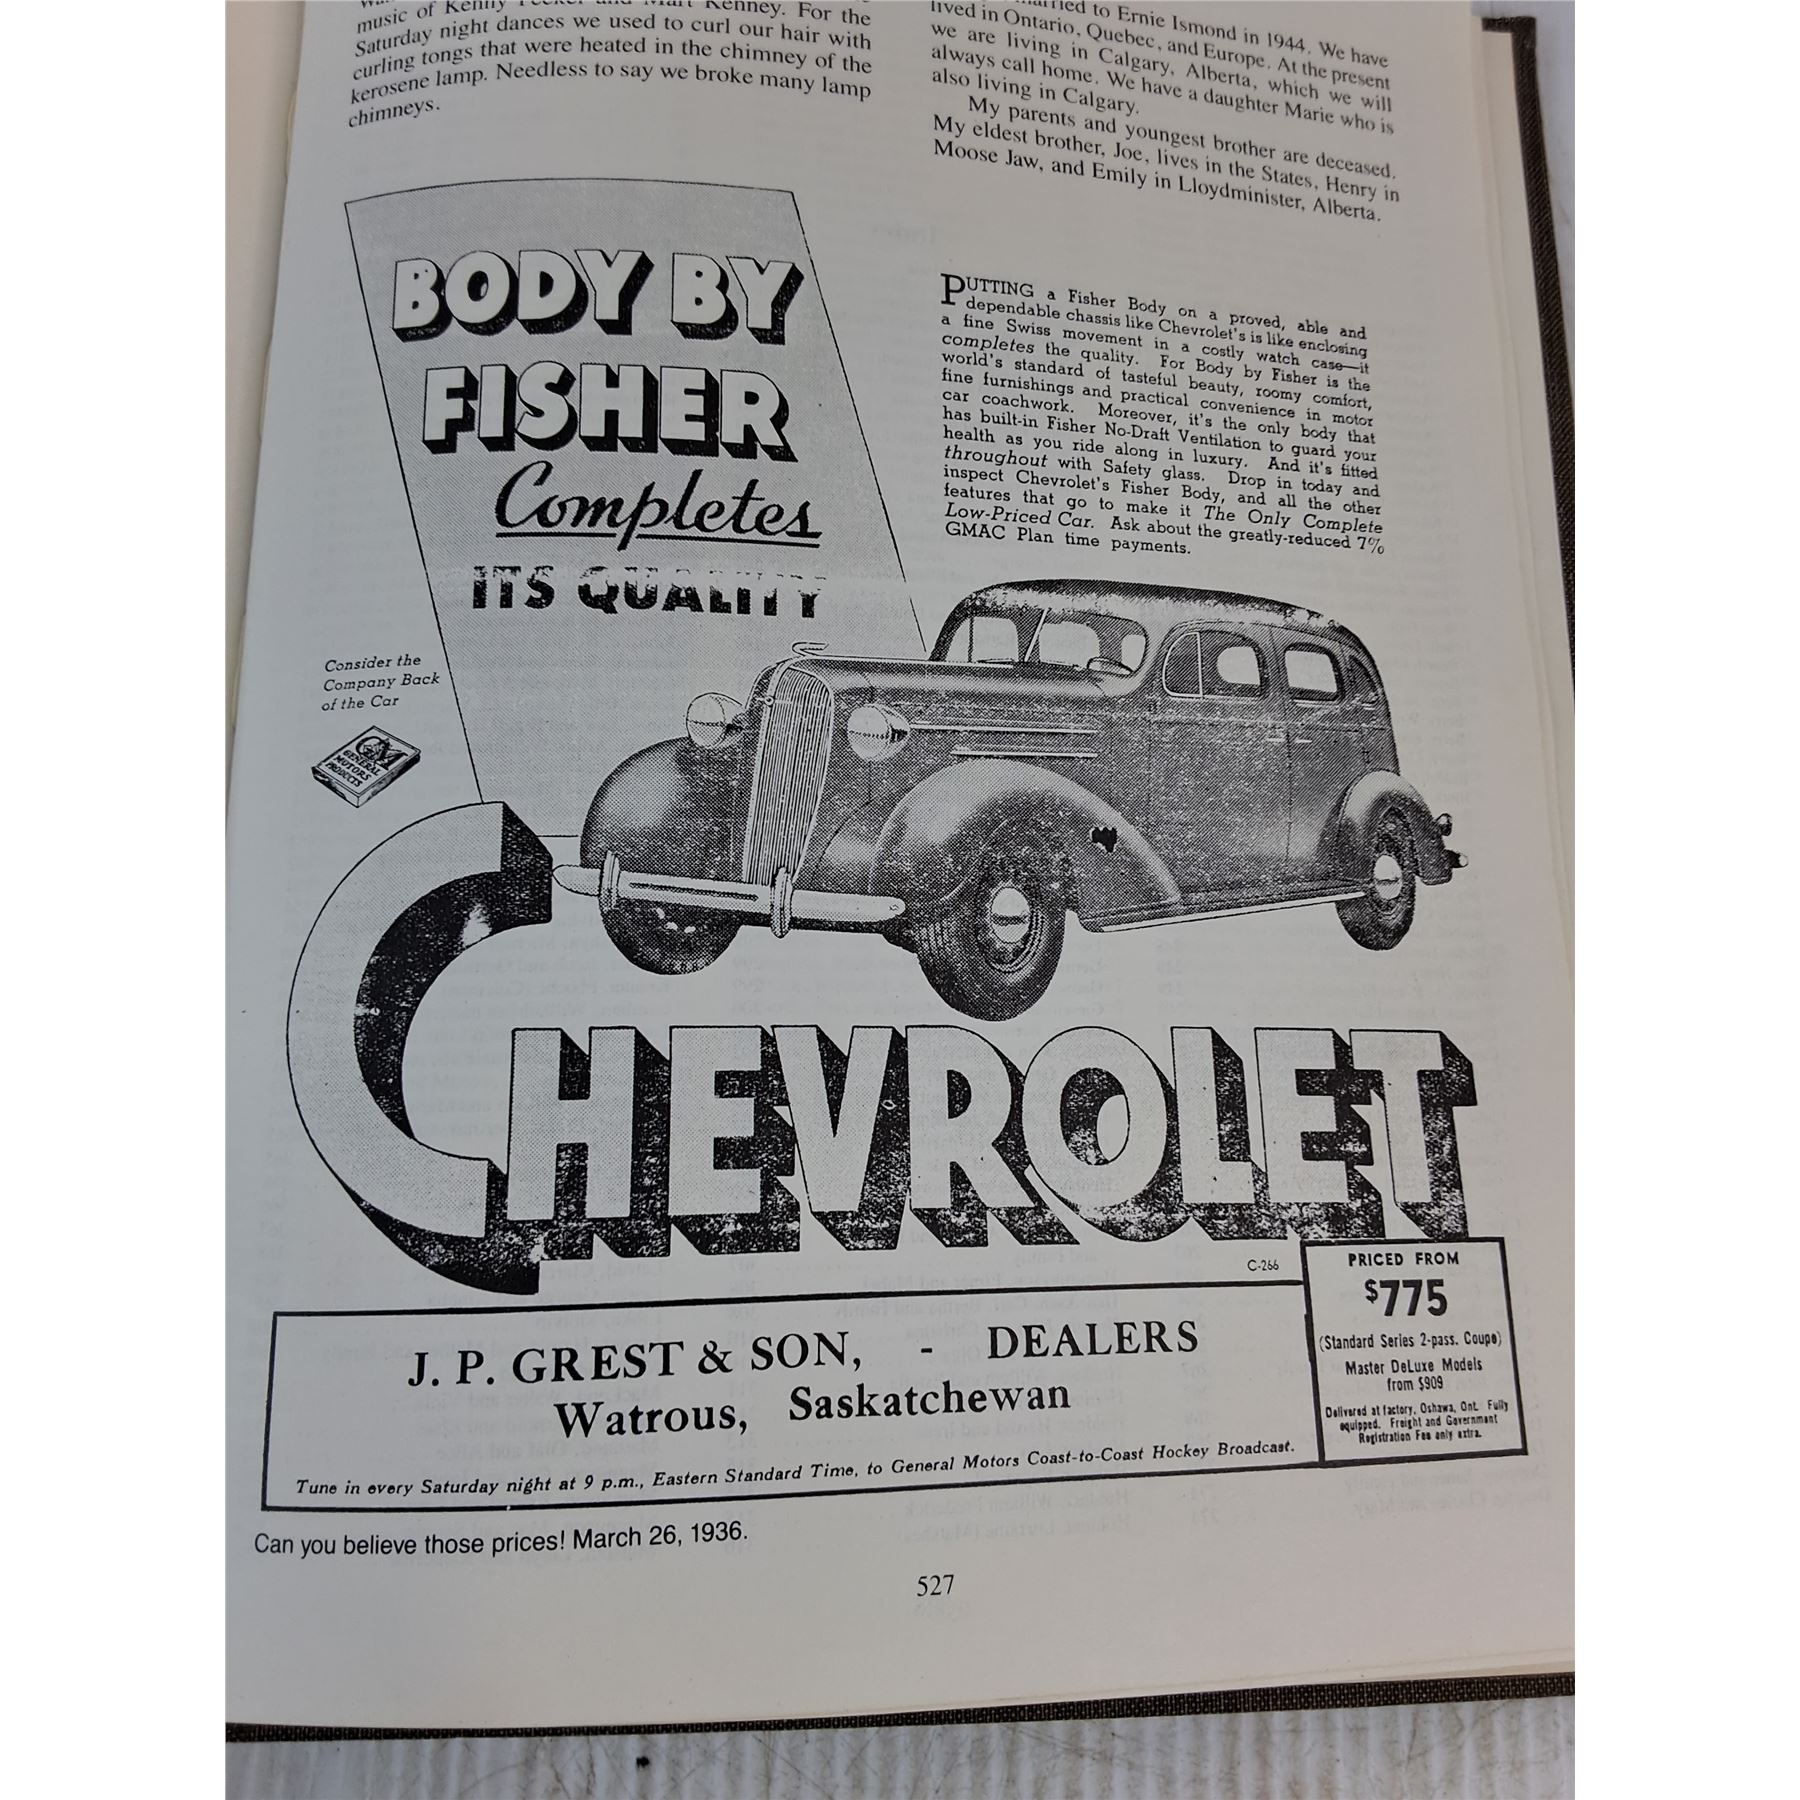 music of Kenny
and Mart Kenney. For the
Saturday night dances we used to curl our hair with
curling tongs that were heated in the chimney of the
kerosene lamp. Needless to say we broke many lamp
chimneys.
to Ernie Ismond in 1944. We have
lived in Ontario, Quebec, and Europe. At the present
we are living in Calgary, Alberta, which we will
always call home. We have a daughter Marie who is
also living in Calgary.
My parents and youngest brother are deceased.
My eldest brother, Joe, lives in the States, Henry in
Moose Jaw, and Emily in Lloydminister, Alberta.
BODY BY
FISHER
Completes
ITS QUALITY
PUTTING a Fisher Body on a proved, able and
dependable chassis like Chevrolet's is like enclosing
a fine Swiss movement in a costly watch case—it
completes the quality. For Body by Fisher is the
world's standard of tasteful beauty, roomy comfort,
fine furnishings and practical convenience in motor
car coachwork. Moreover, it's the only body that
has built-in Fisher No-Draft Ventilation to guard your
health as you ride along in luxury. And it's fitted
throughout with Safety glass. Drop in today and
inspect Chevrolet's Fisher Body, and all the other
features that go to make it The Only Complete
Low-Priced Car. Ask about the greatly-reduced 7%
GMAC Plan time payments.
Consider the
Company Back
of the Car
GM
GENERAL
MOTORS
PRODUCTS
CHEVROLET
C-266
PRICED FROM
$775
(Standard Series 2-pass. Coupe)
Master DeLuxe Models
from $909
Delivered at factory, Oshawa, Ont. Fully
equipped. Freight and Government
Registration Fee only extra.
J. P. GREST & SON, - DEALERS
Watrous, Saskatchewan
Tune in every Saturday night at 9 p.m., Eastern Standard Time, to General Motors Coast-to-Coast Hockey Broadcast.
Can you believe those prices! March 26, 1936.
527